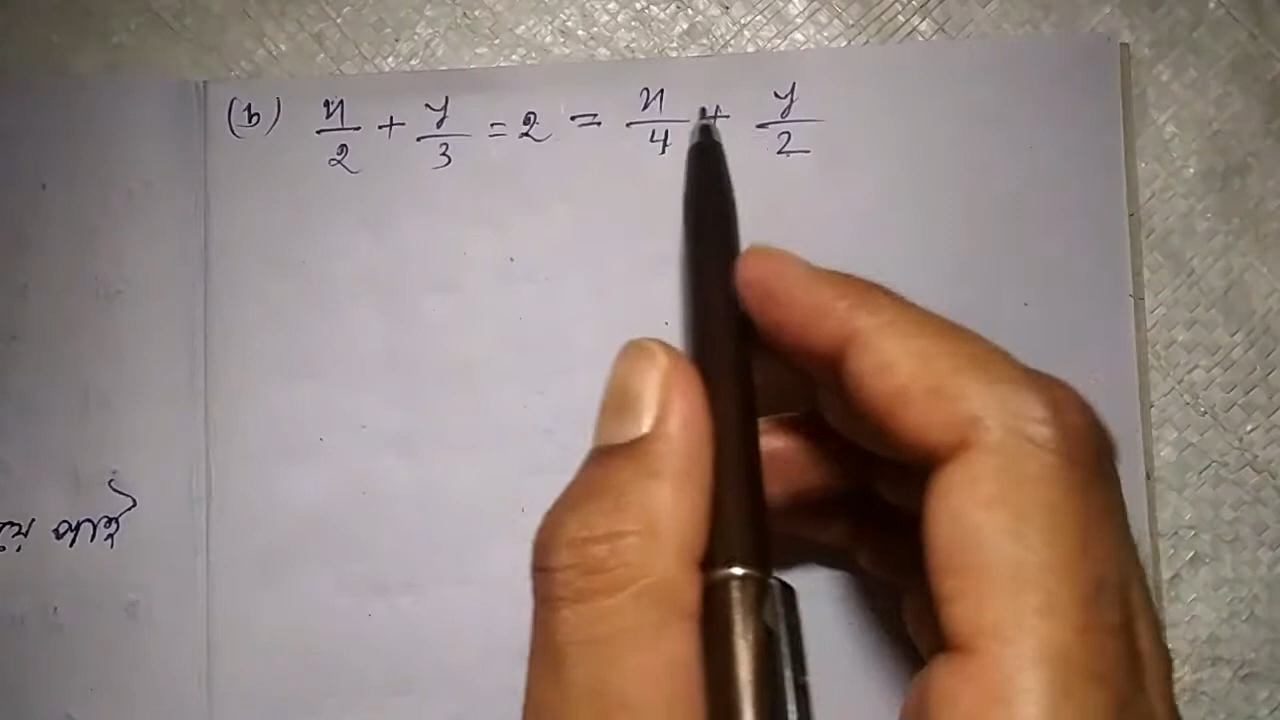 (b) x/2 + y/3 = 2 = x/4 + y/2